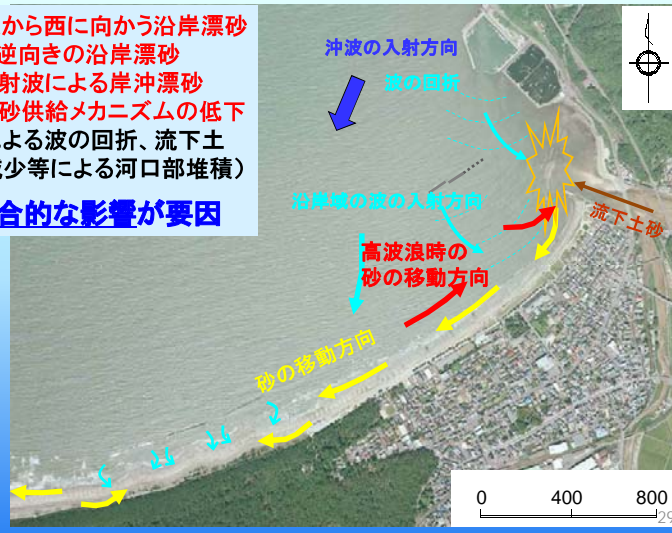 から西に向かう沿岸漂砂
逆向きの沿岸漂砂
射波による岸沖漂砂
砂供給メカニズムの低下
よる波の回折、流下土
少等による河口部堆積）
合的な影響が要因
沖波の入射方向
波の回折
沿岸域の波の入射方向
流下土砂
高波浪時の
砂の移動方向
砂の移動方向
0 400 800
29